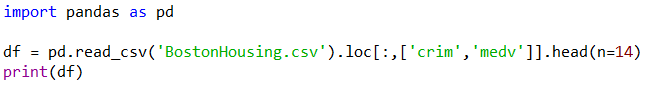 import pandas as pd
df = pd.read_csv('BostonHousing.csv').loc[:,['crim','medv']].head(n=14)
print(df)